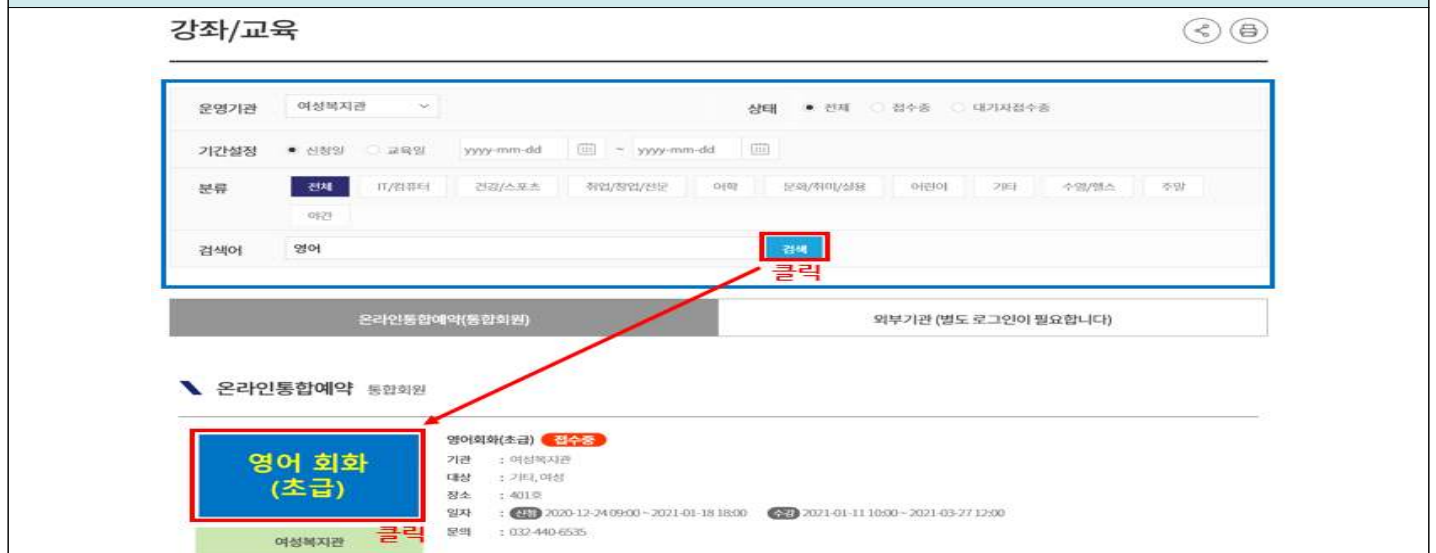 강좌/교육
운영기관 여성복지관 상태 전체 접수중 대기자접수중
기간설정 신청일 교육일 yyyy-mm-dd ~ yyyy-mm-dd
분류 전체 IT/컴퓨터 건강/스포츠 취업/창업/전문 어학 문화/취미/실용 어린이 기타 수영/헬스 주말
야간
검색어 영어 검색
클릭
온라인통합예약(통합회원) 외부기관 (별도 로그인이 필요합니다)
온라인통합예약 통합회원
영어 회화
(초급)
클릭
여성복지관
영어회화(초급) 접수중
기관 : 여성복지관
대상 : 기타, 여성
장소 : 401호
일자 : 신청 2020-12-24 09:00 ~ 2021-01-18 18:00 수강 2021-01-11 10:00 ~ 2021-03-27 12:00
문의 : 032-440-6535